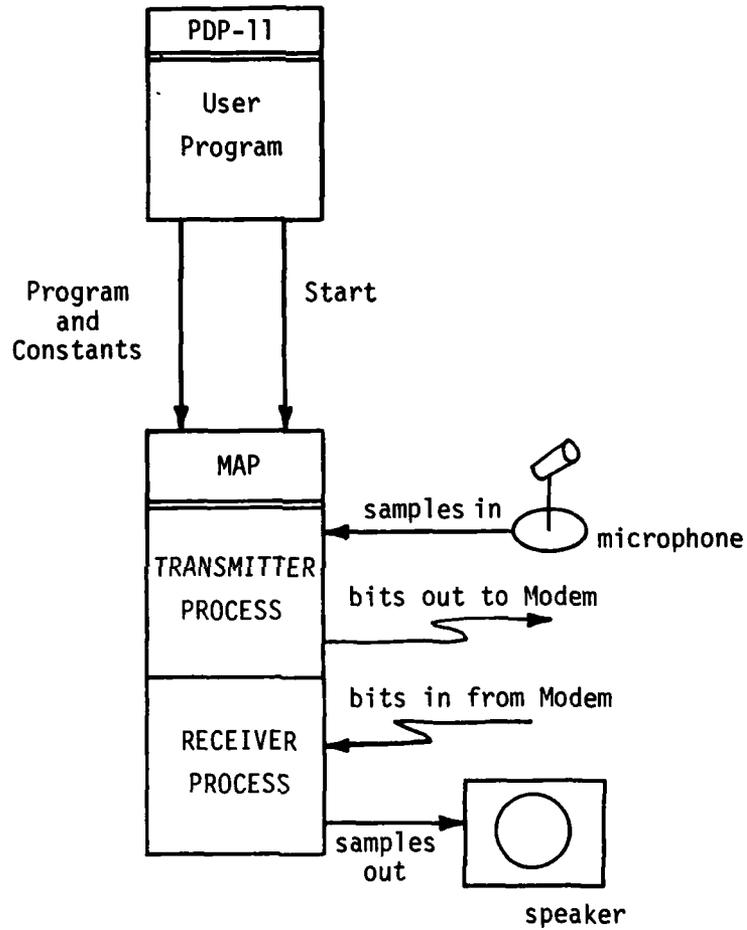 PDP-11
User
Program
Program
and
Constants
Start
MAP
samples in
microphone
TRANSMITTER
PROCESS
bits out to Modem
bits in from Modem
RECEIVER
PROCESS
samples
out
speaker